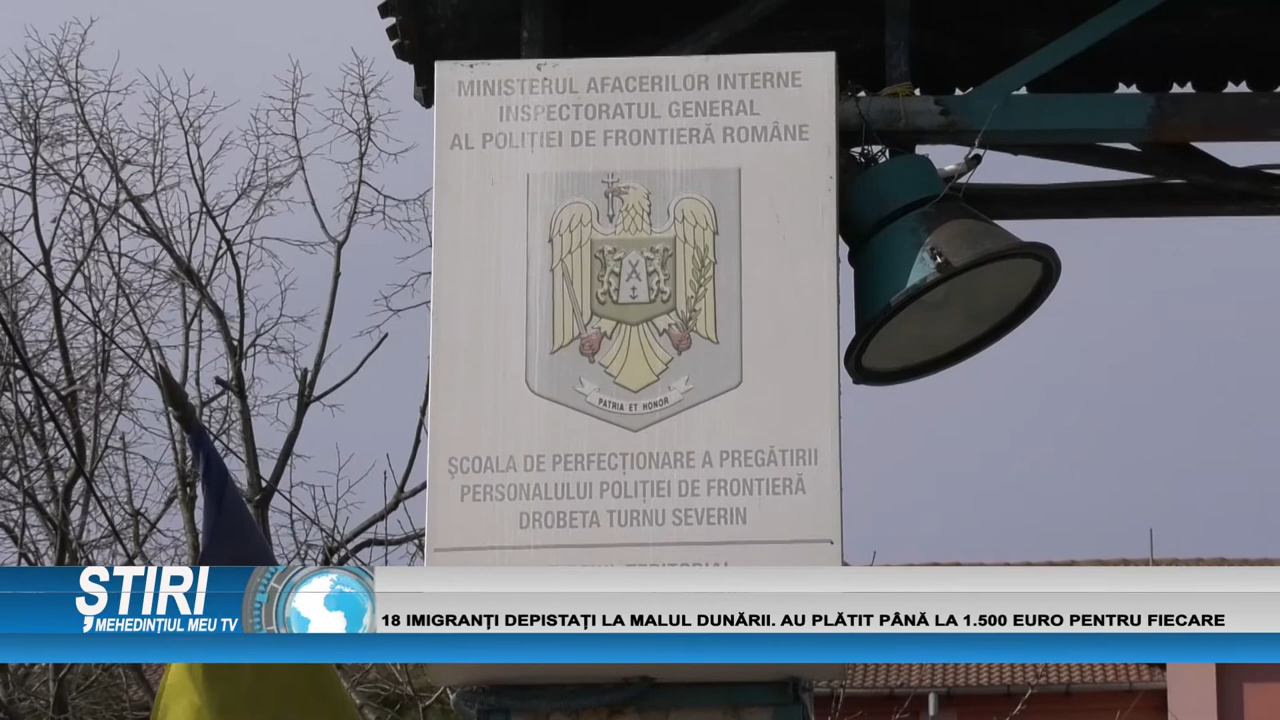 MINISTERUL AFACERILOR INTERNE
INSPECTORATUL GENERAL
AL POLIȚIEI DE FRONTIERĂ ROMÂNE
PATRIA ET HONOR
ȘCOALA DE PERFECȚIONARE A PREGĂTIRII
PERSONALULUI POLIȚIEI DE FRONTIERĂ
DROBETA TURNU SEVERIN
ȘTIRI
MEHEDINȚIUL MEU TV
18 IMIGRANȚI DEPISTAȚI LA MALUL DUNĂRII. AU PLĂTIT PÂNĂ LA 1.500 EURO PENTRU FIECARE